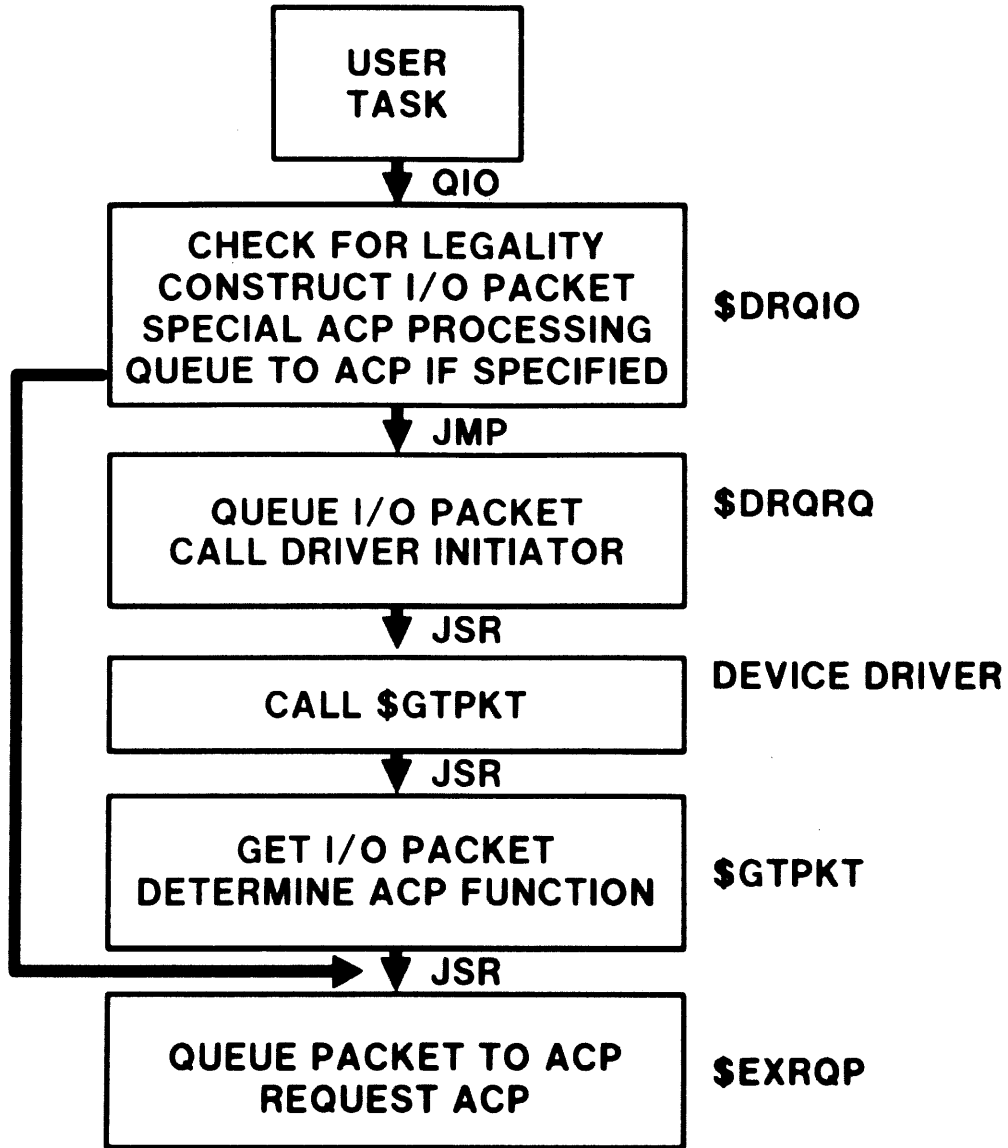 USER
TASK
QIO
CHECK FOR LEGALITY
CONSTRUCT I/O PACKET
SPECIAL ACP PROCESSING
QUEUE TO ACP IF SPECIFIED
$DRQIO
JMP
QUEUE I/O PACKET
CALL DRIVER INITIATOR
$DRQRQ
JSR
CALL $GTPKT
DEVICE DRIVER
JSR
GET I/O PACKET
DETERMINE ACP FUNCTION
$GTPKT
JSR
QUEUE PACKET TO ACP
REQUEST ACP
$EXRQP